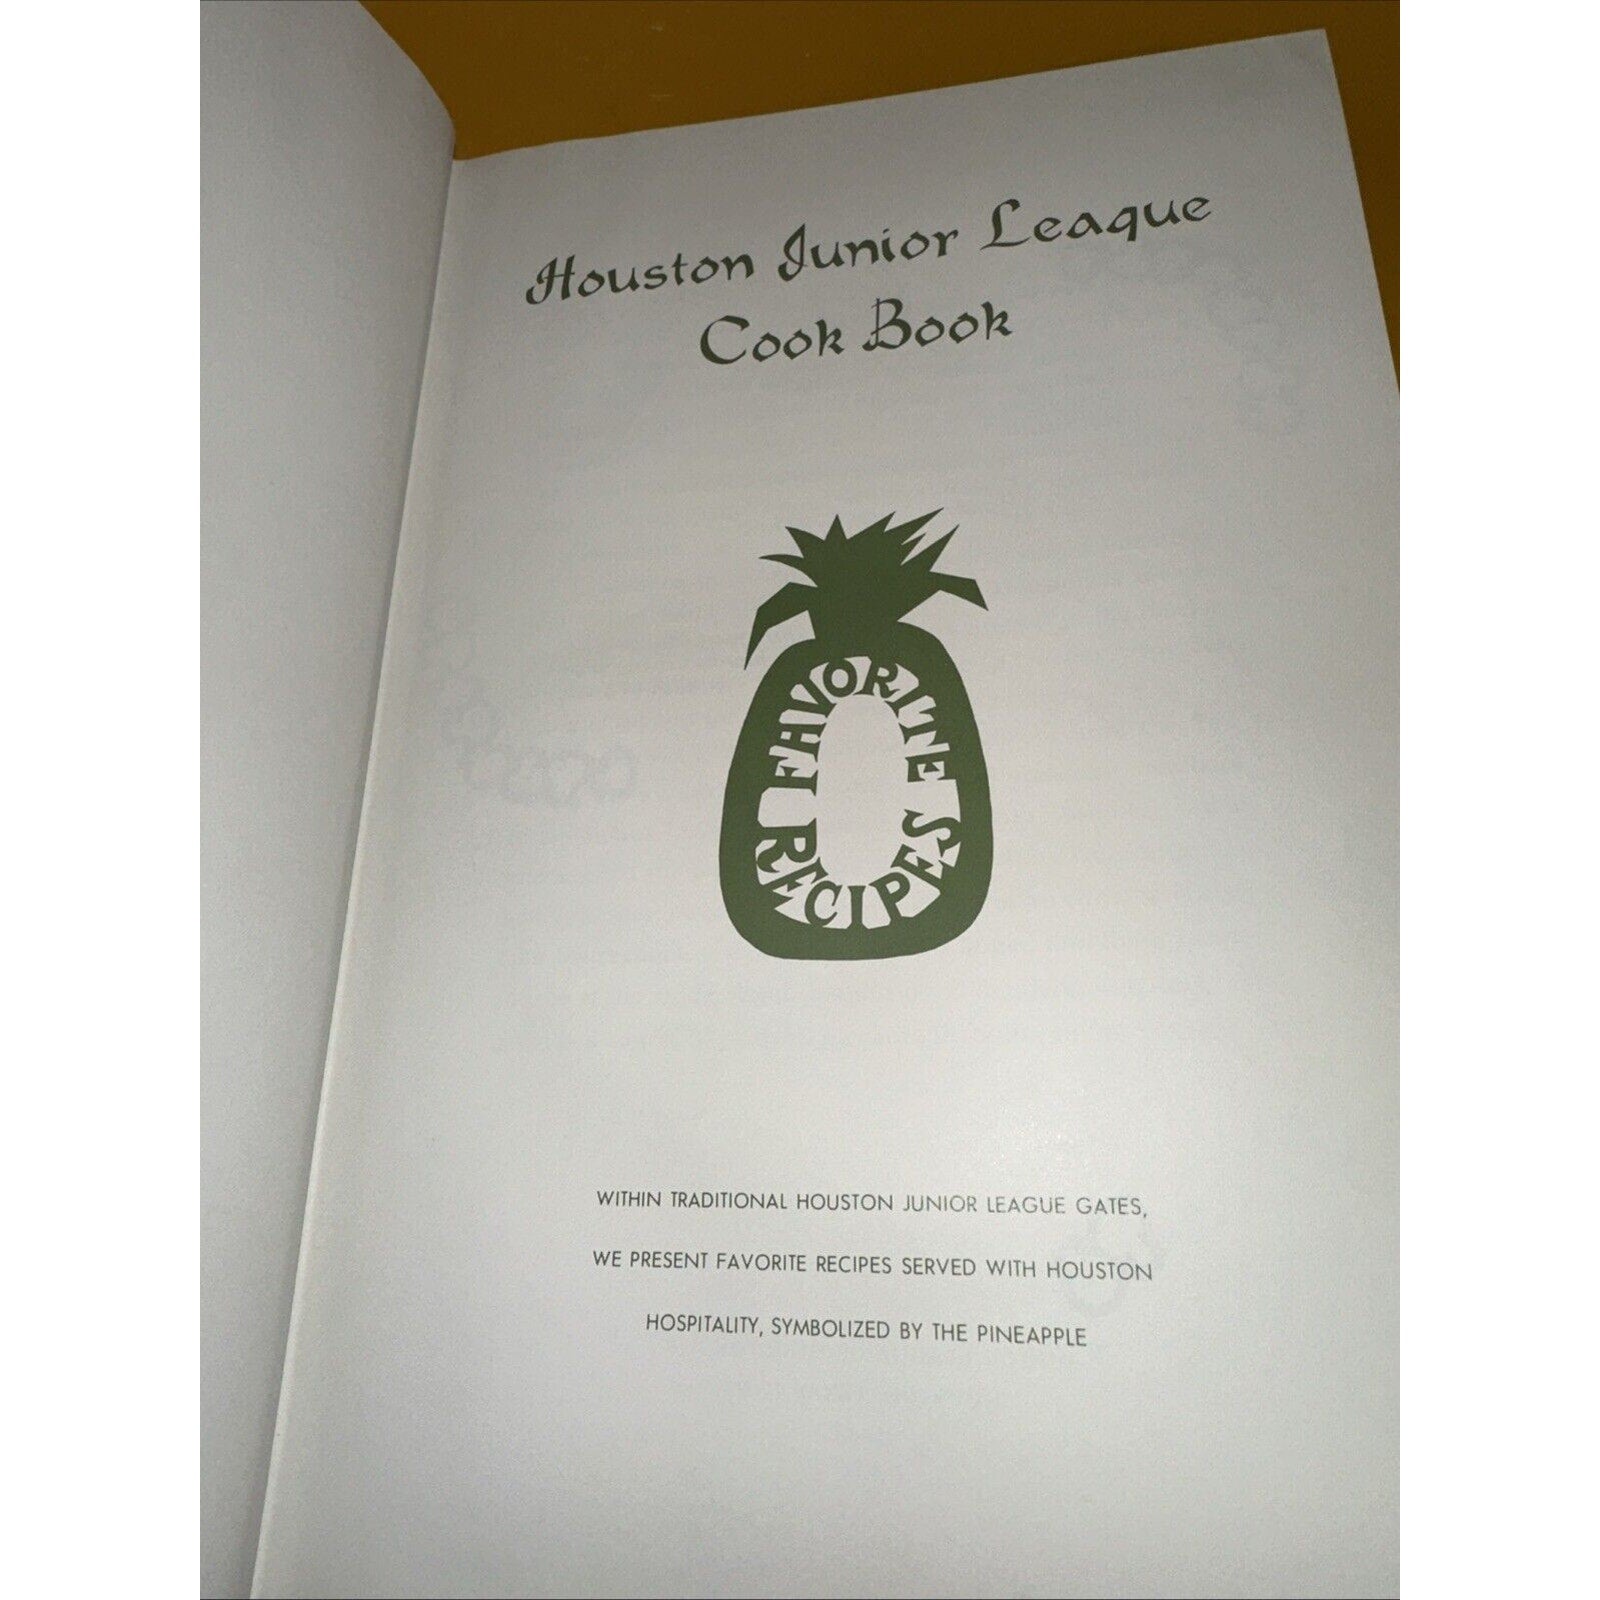 Houston Junior League
Cook Book
FAVORITE
RECIPES
WITHIN TRADITIONAL HOUSTON JUNIOR LEAGUE GATES,
WE PRESENT FAVORITE RECIPES SERVED WITH HOUSTON
HOSPITALITY, SYMBOLIZED BY THE PINEAPPLE